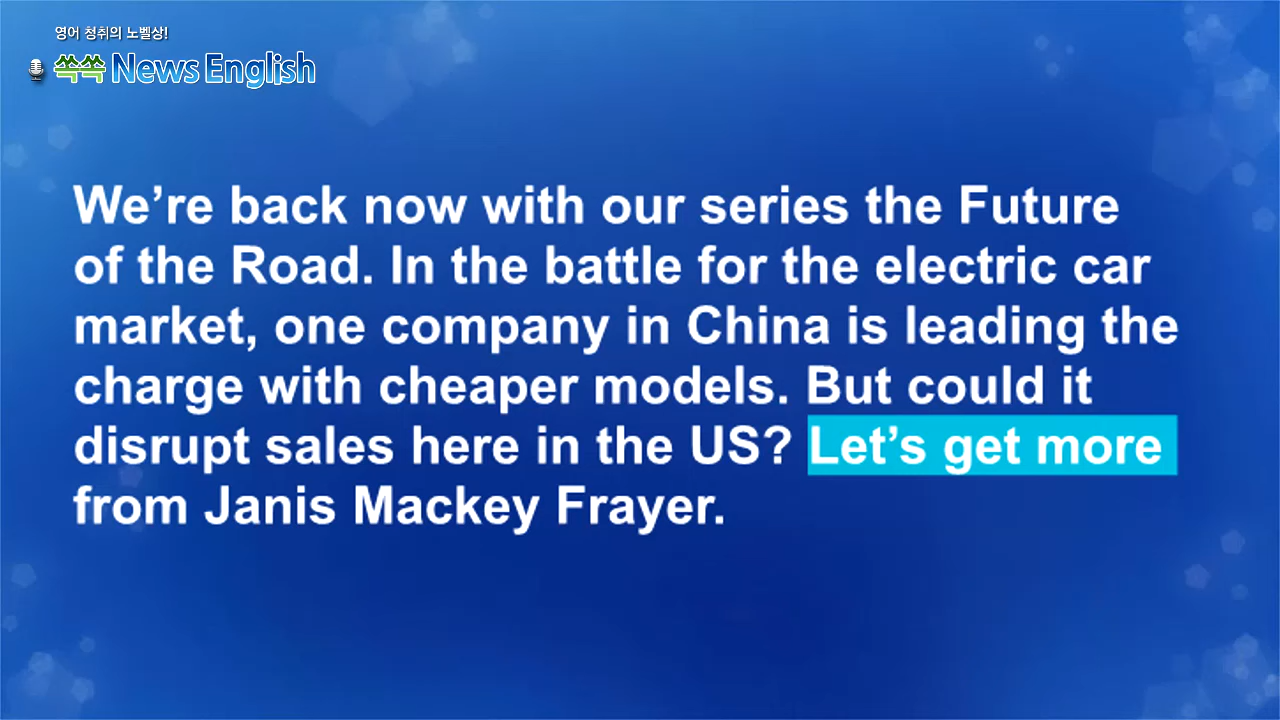 영어 청취의 노벨상!
쏙쏙 News English
We’re back now with our series the Future
of the Road. In the battle for the electric car
market, one company in China is leading the
charge with cheaper models. But could it
disrupt sales here in the US? Let’s get more
from Janis Mackey Frayer.